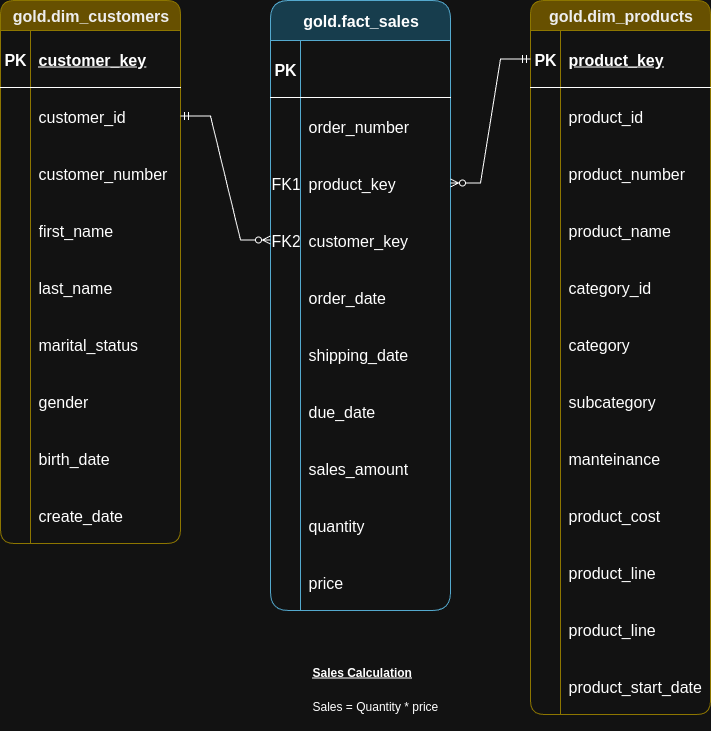 gold.dim_customers
PK customer_key
customer_id
customer_number
first_name
last_name
marital_status
gender
birth_date
create_date
gold.fact_sales
PK
order_number
FK1 product_key
FK2 customer_key
order_date
shipping_date
due_date
sales_amount
quantity
price
gold.dim_products
PK product_key
product_id
product_number
product_name
category_id
category
subcategory
manteinance
product_cost
product_line
product_line
product_start_date
Sales Calculation
Sales = Quantity * price